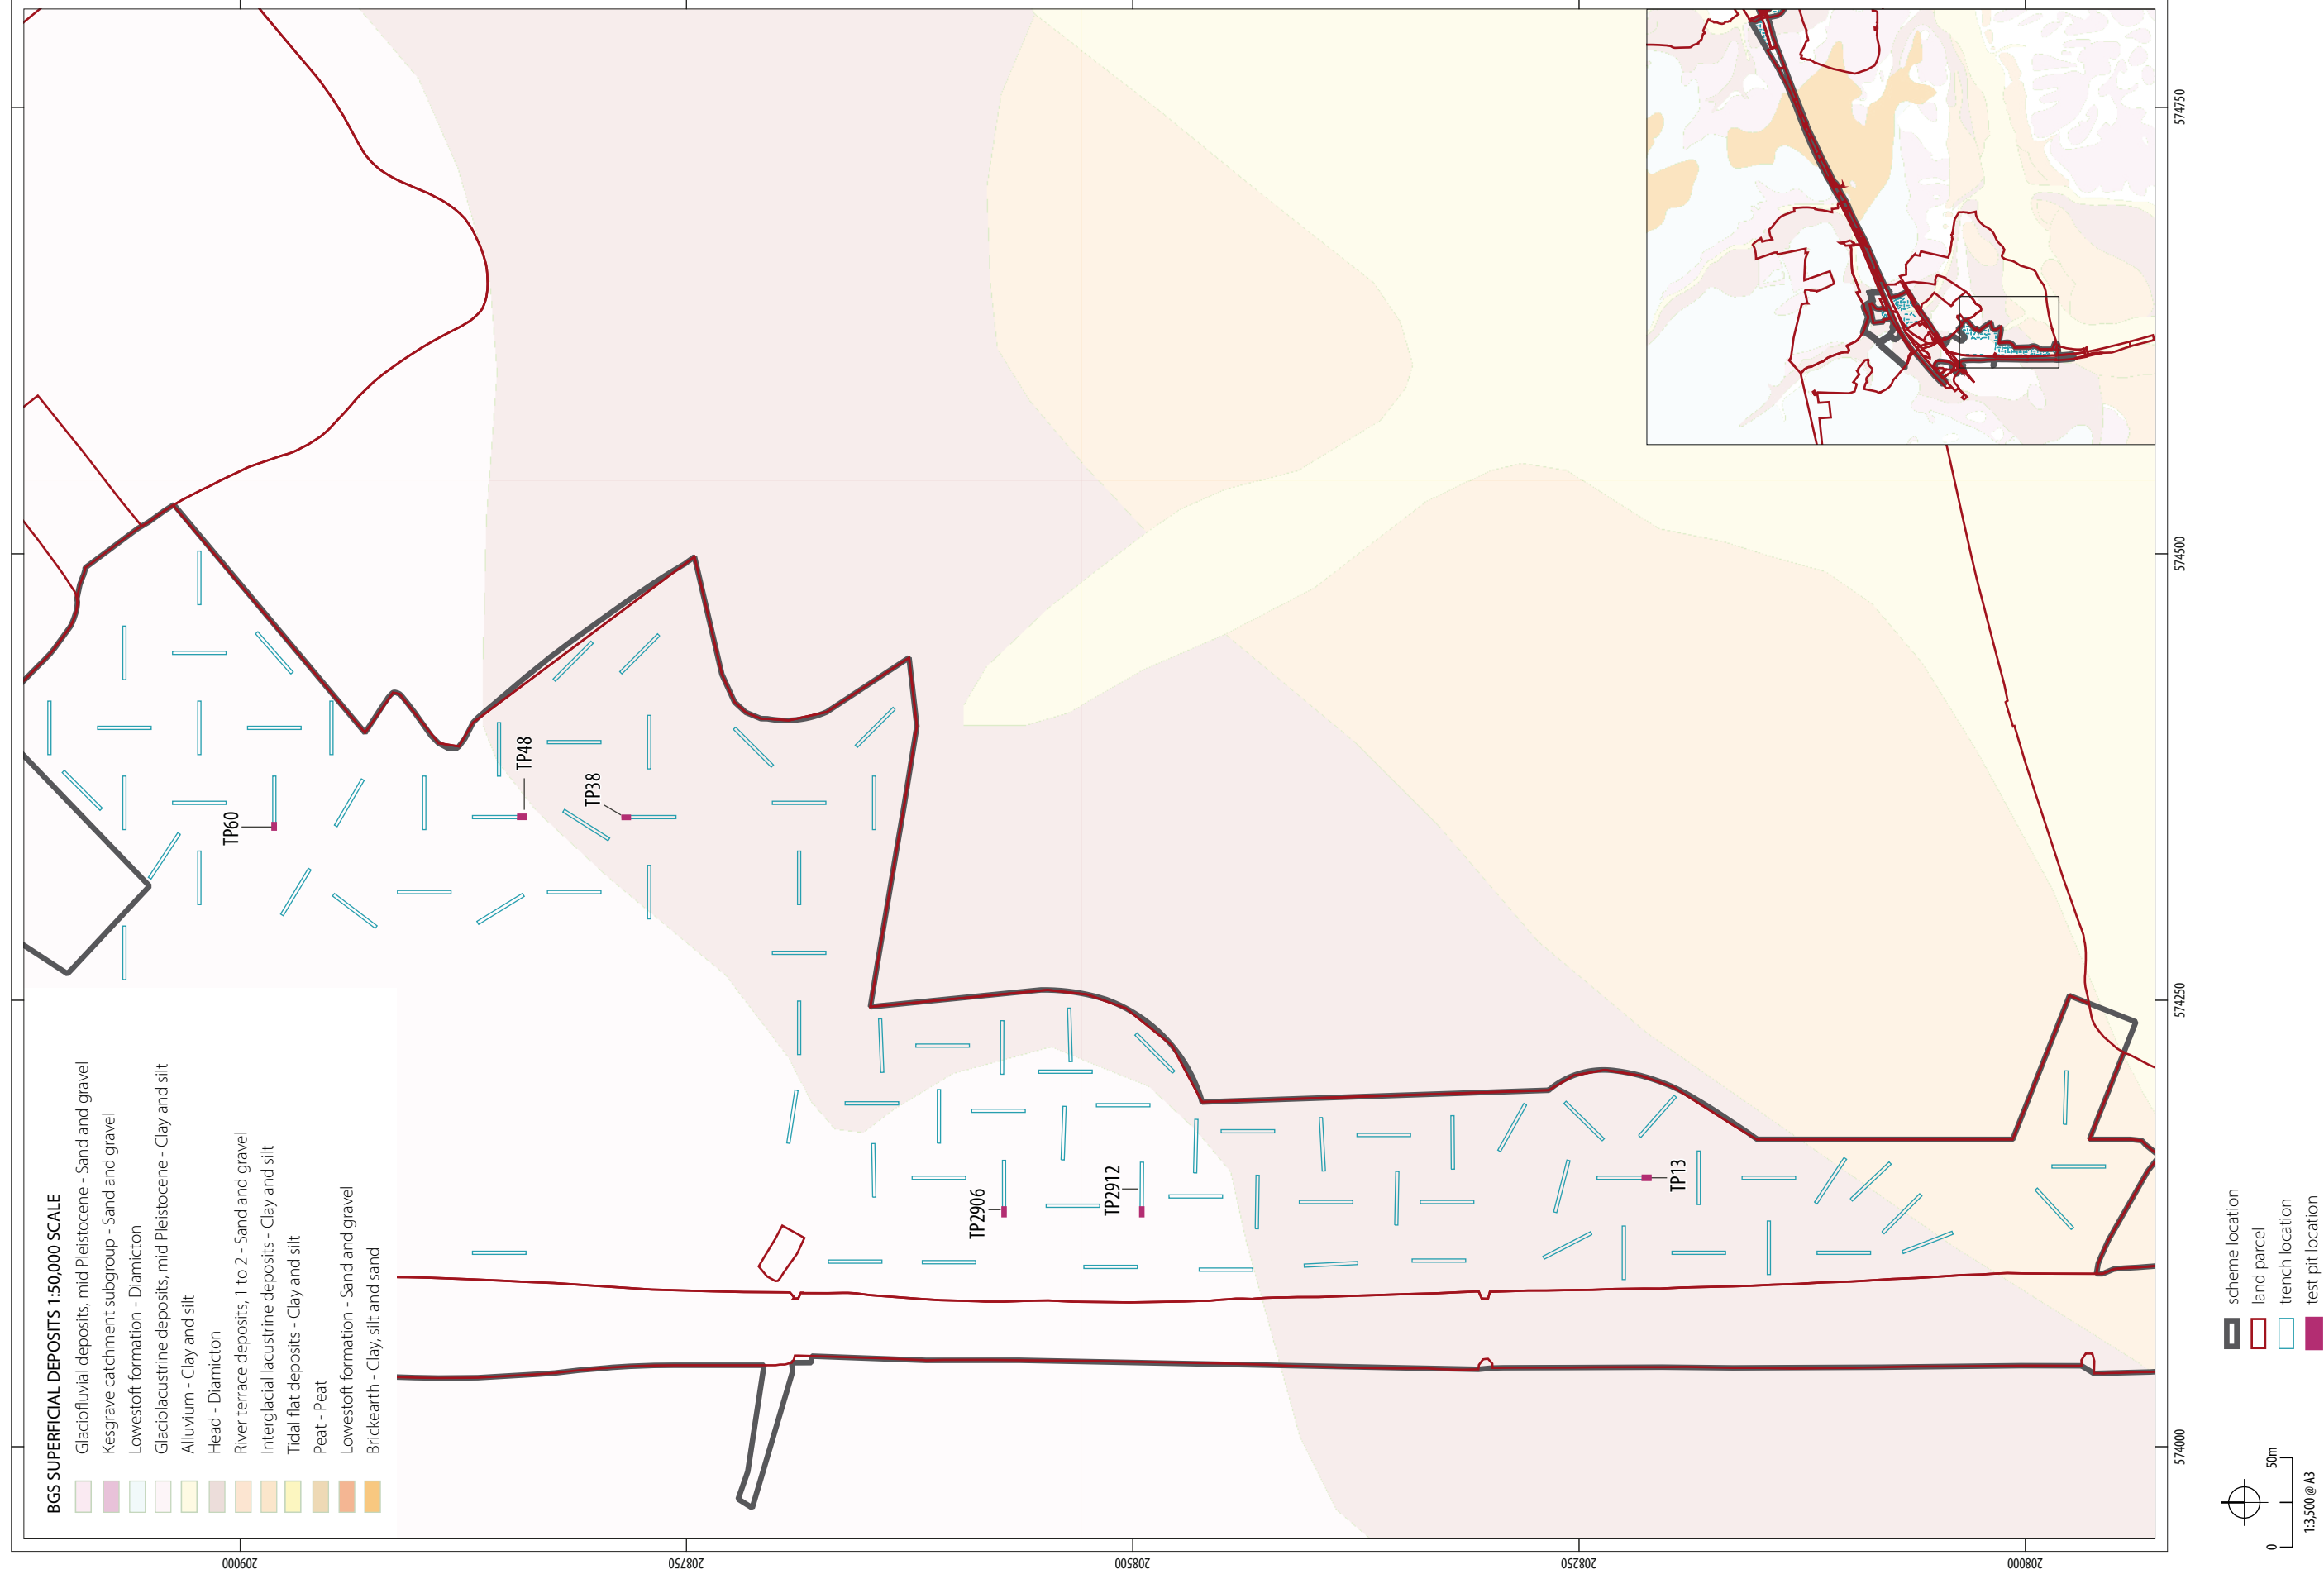 BGS SUPERFICIAL DEPOSITS 1:50,000 SCALE
Glaciofluvial deposits, mid Pleistocene - Sand and gravel
Kesgrave catchment subgroup - Sand and gravel
Lowestoft formation - Diamicton
Glaciolacustrine deposits, mid Pleistocene - Clay and silt
Alluvium - Clay and silt
Head - Diamicton
River terrace deposits, 1 to 2 - Sand and gravel
Interglacial lacustrine deposits - Clay and silt
Tidal flat deposits - Clay and silt
Peat - Peat
Lowestoft formation - Sand and gravel
Brickearth - Clay, silt and sand
TP60
TP48
TP38
TP2906
TP2912
TP13
209000
208750
208500
208250
208000
574000
574250
574500
574750
0
50m
1:3,500 @ A3
scheme location
land parcel
trench location
test pit location